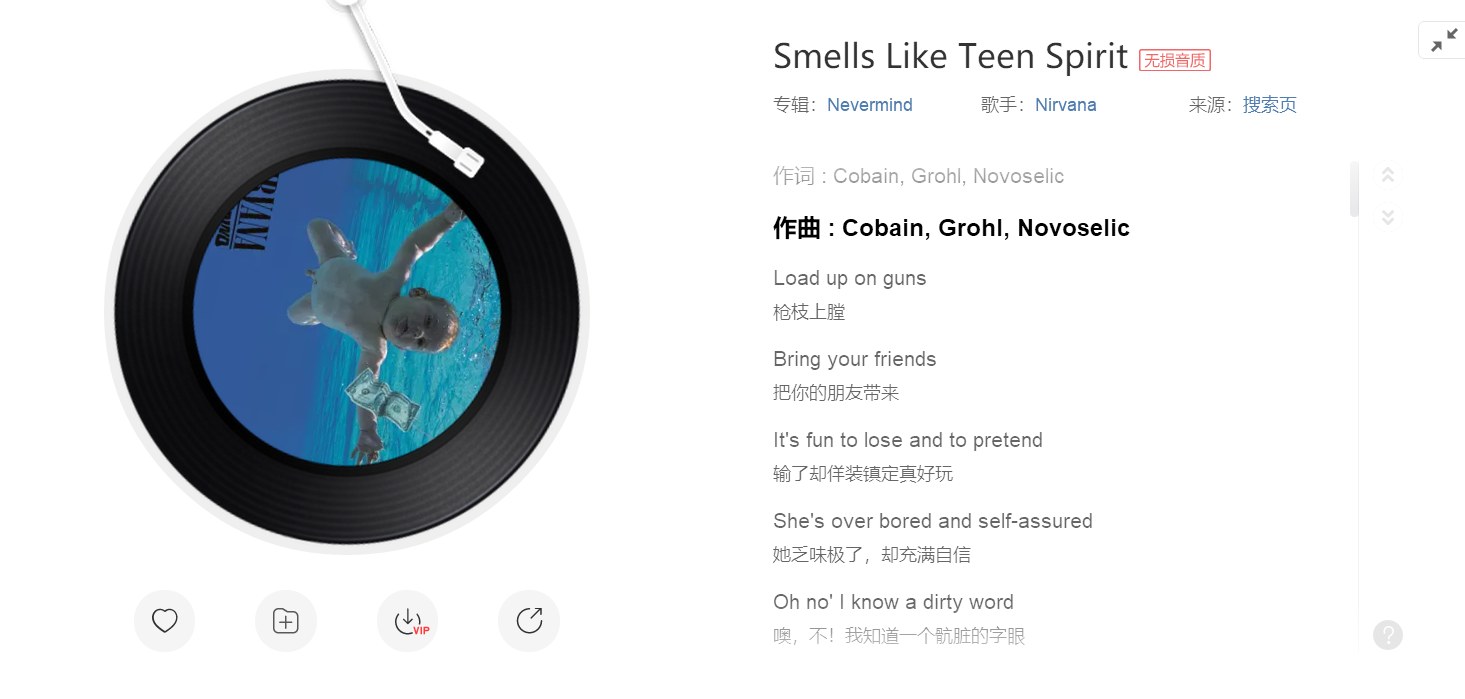 Smells Like Teen Spirit 无损音质
专辑：Nevermind 歌手：Nirvana 来源：搜索页
作词 : Cobain, Grohl, Novoselic
作曲 : Cobain, Grohl, Novoselic
Load up on guns
枪枝上膛
Bring your friends
把你的朋友带来
It's fun to lose and to pretend
输了却佯装镇定真好玩
She's over bored and self-assured
她乏味极了，却充满自信
Oh no' I know a dirty word
噢，不！我知道一个骯脏的字眼
VIP
?